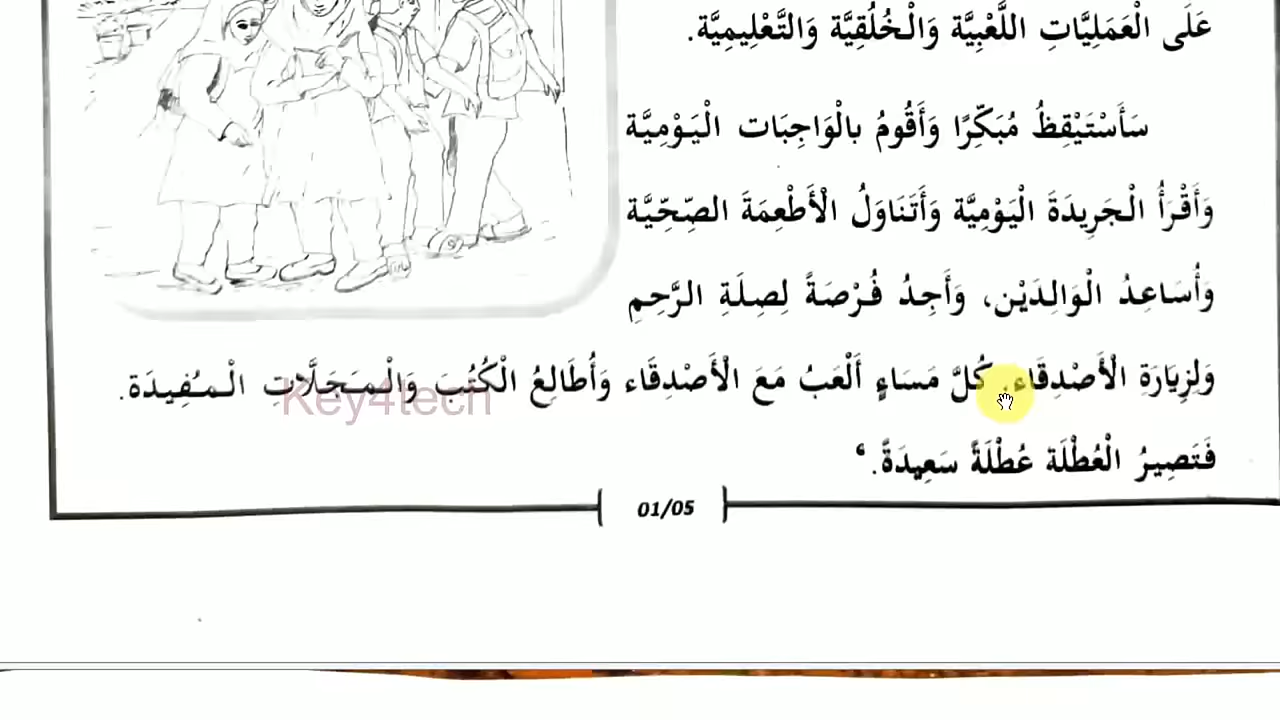 عَلَى الْعَمَلِيَّاتِ اللَّعْبِيَّة وَالْخُلُقِيَّة وَالتَّعْلِيمِيَّة.
سَأَسْتَيْقِظُ مُبَكِّرًا وَأَقُومُ بالْوَاجِبَات الْيَوْمِيَّة
وَأَقْرَأُ الْجَرِيدَةَ الْيَوْمِيَّة وَأَتَنَاوَلُ الْأَطْعِمَةَ الصِّحِّيَّة
وَأُسَاعِدُ الْوَالِدَيْن، وَأَجِدُ فُرْصَةً لِصِلَةِ الرَّحِمِ
وَلِزِيَارَةِ الْأَصْدِقَاءِ. كُلَّ مَسَاءٍ أَلْعَبُ مَعَ الْأَصْدِقَاء وَأُطَالِعُ الْكُتُبَ وَالْمَجَلَّاتِ الْمُفِيدَة.
Key4tech
فَتَصِيرُ الْعُطْلَة عُطْلَةً سَعِيدَةً.
01/05